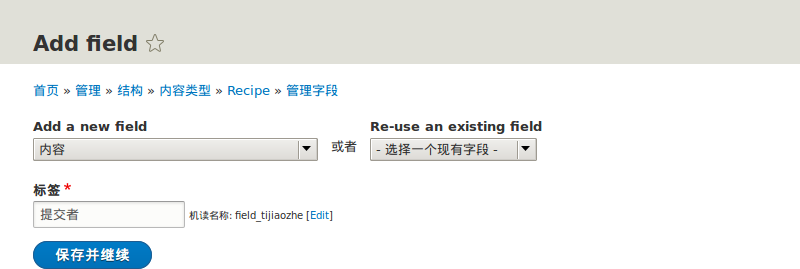 Add field
首页 » 管理 » 结构 » 内容类型 » Recipe » 管理字段
Add a new field
Re-use an existing field
内容
或者
- 选择一个现有字段 -
标签 *
提交者
机读名称: field_tijiaozhe [Edit]
保存并继续